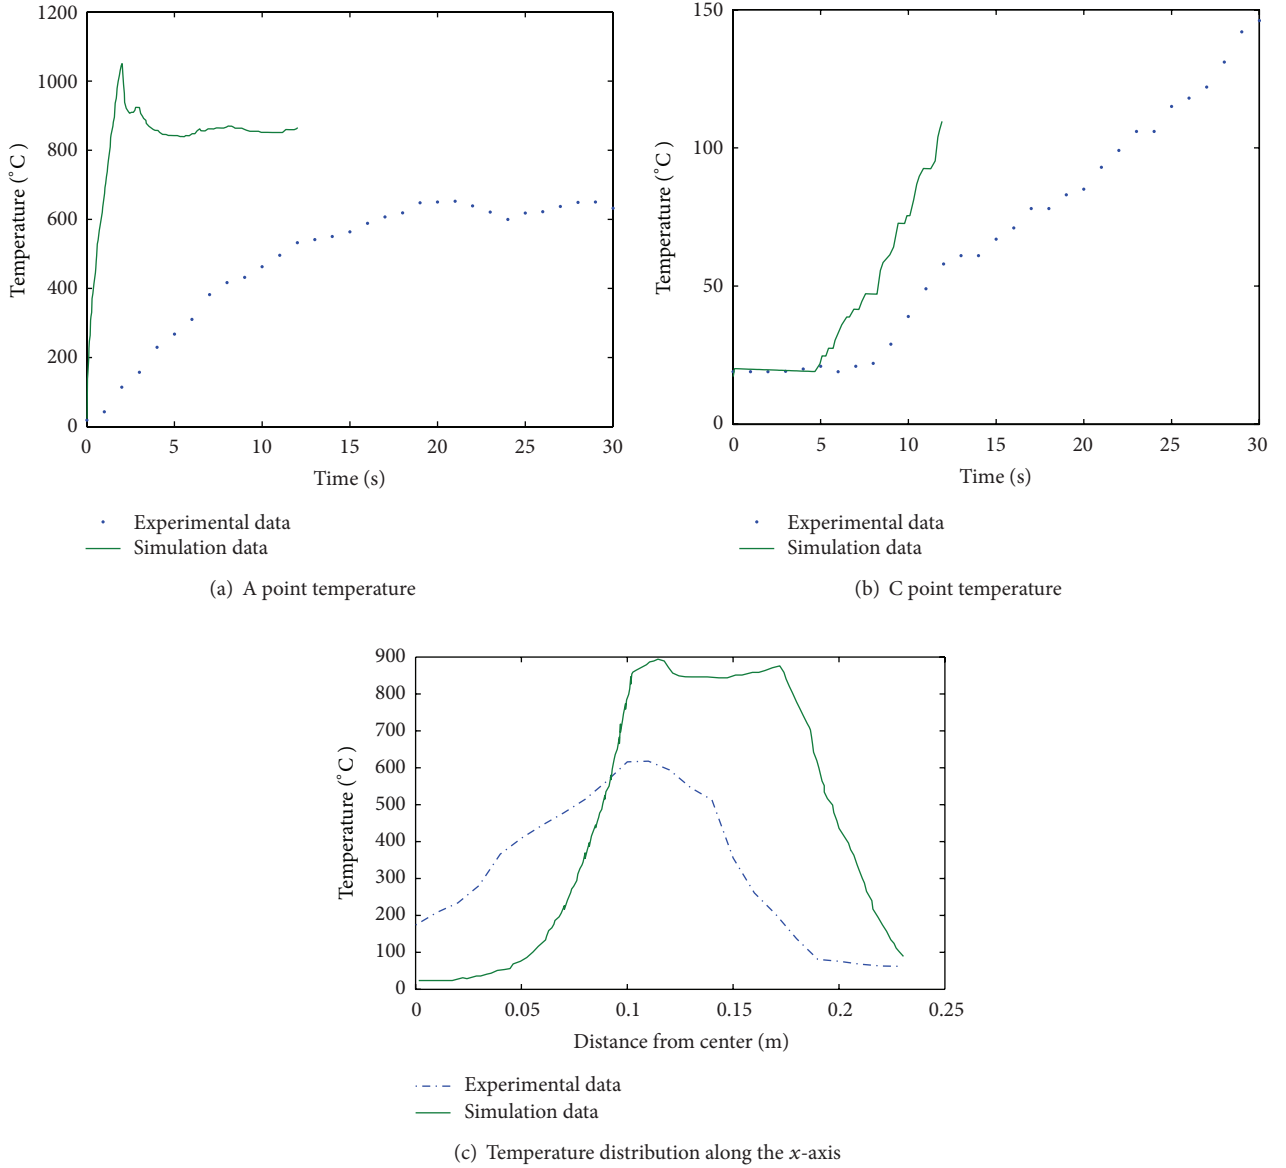 1200
1000
800
600
400
200
0
Temperature (°C)
0 5 10 15 20 25 30
Time (s)
Experimental data
Simulation data
(a) A point temperature
150
100
50
0
Temperature (°C)
0 5 10 15 20 25 30
Time (s)
Experimental data
Simulation data
(b) C point temperature
900
800
700
600
500
400
300
200
100
0
Temperature (°C)
0 0.05 0.1 0.15 0.2 0.25
Distance from center (m)
Experimental data
Simulation data
(c) Temperature distribution along the x-axis